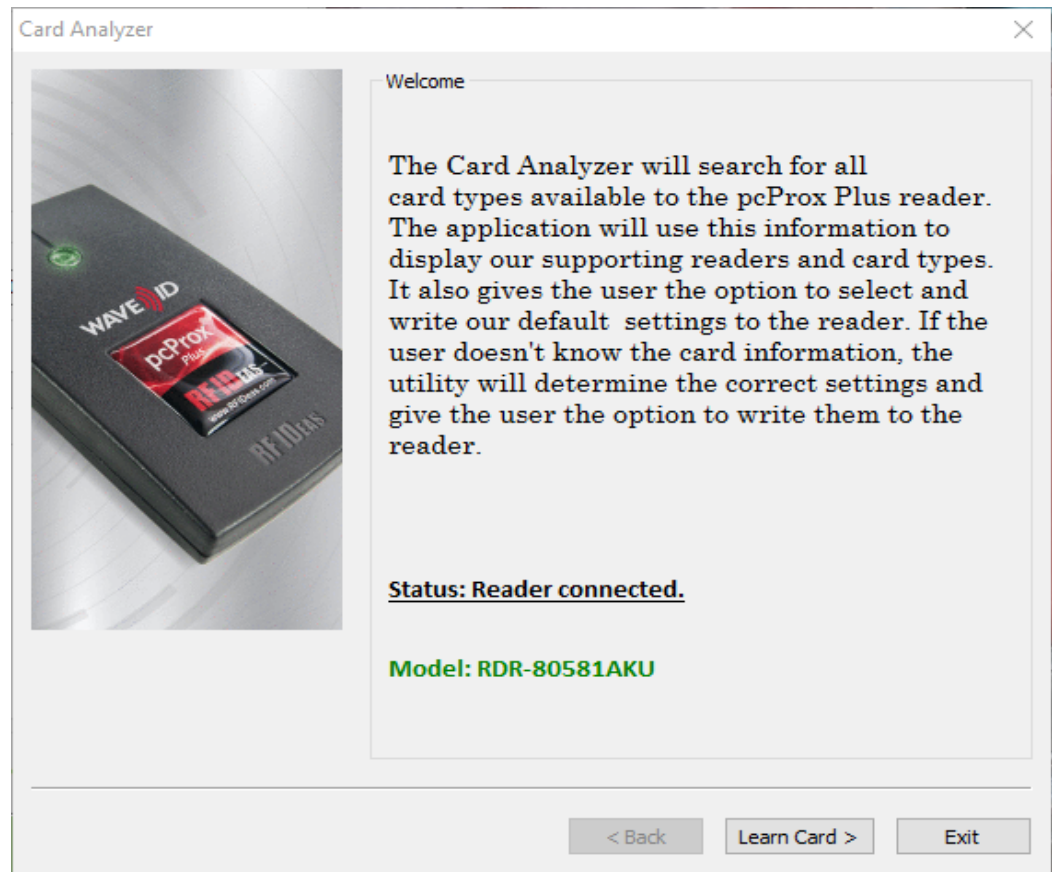 Card Analyzer
WAVE ID
pcProx
Plus
RF IDEAS
www.RFIDeas.com
RF IDEAS
Welcome
The Card Analyzer will search for all
card types available to the pcProx Plus reader.
The application will use this information to
display our supporting readers and card types.
It also gives the user the option to select and
write our default  settings to the reader. If the
user doesn't know the card information, the
utility will determine the correct settings and
give the user the option to write them to the
reader.
Status: Reader connected.
Model: RDR-80581AKU
< Back
Learn Card >
Exit